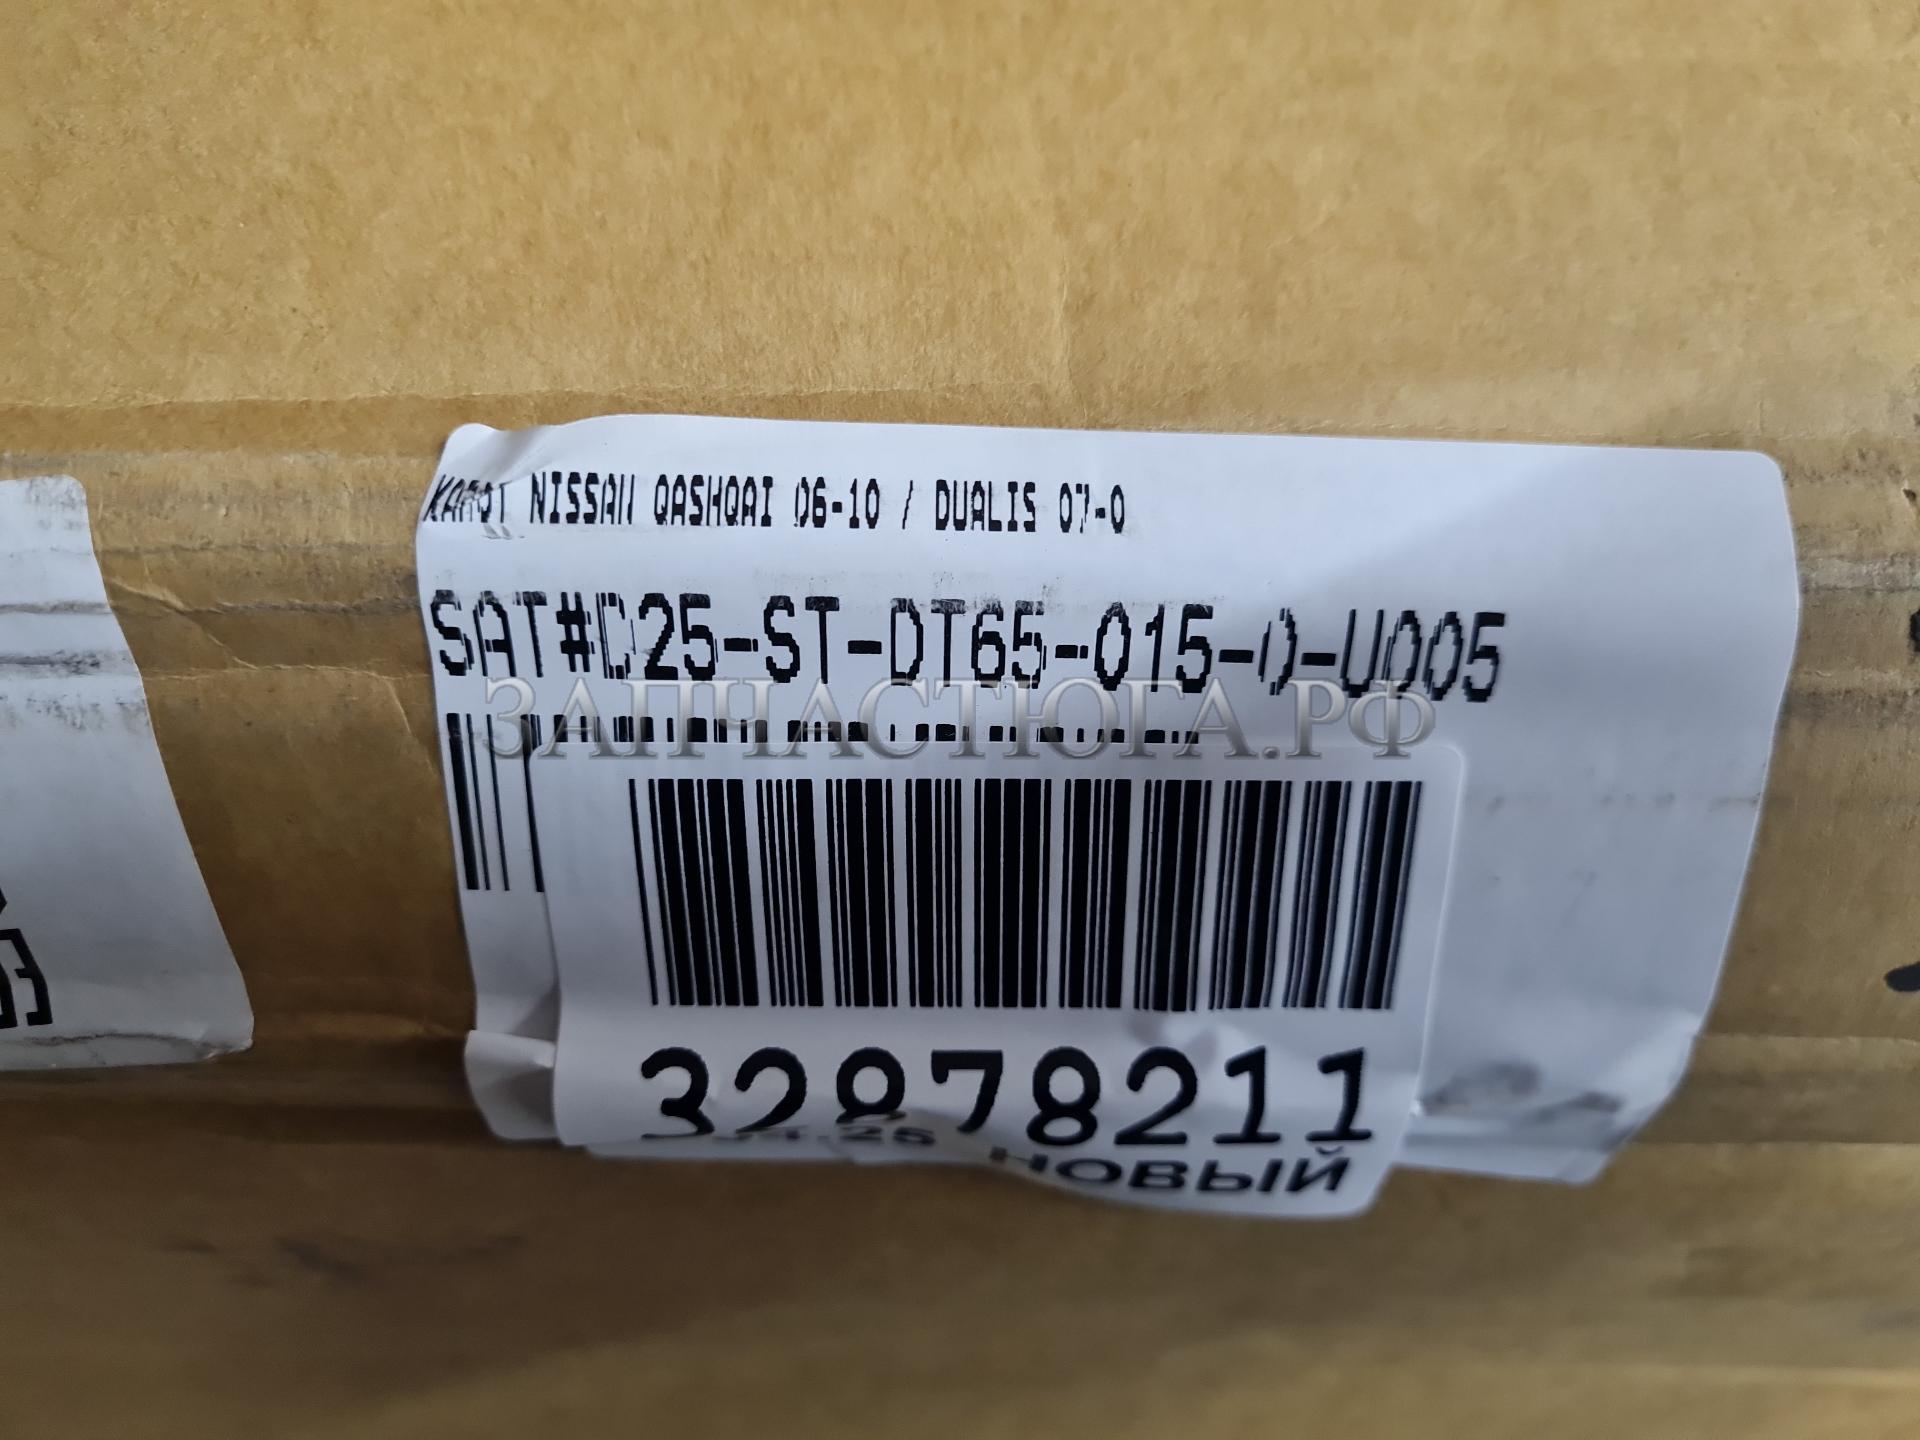 КАПОТ NISSAN QASHQAI 06-10 / DUALIS 07-0
SAT#D25-ST-DT65-015-0-U005
ЗАПЧАСТЮГА.РФ
32878211
НОВЫЙ